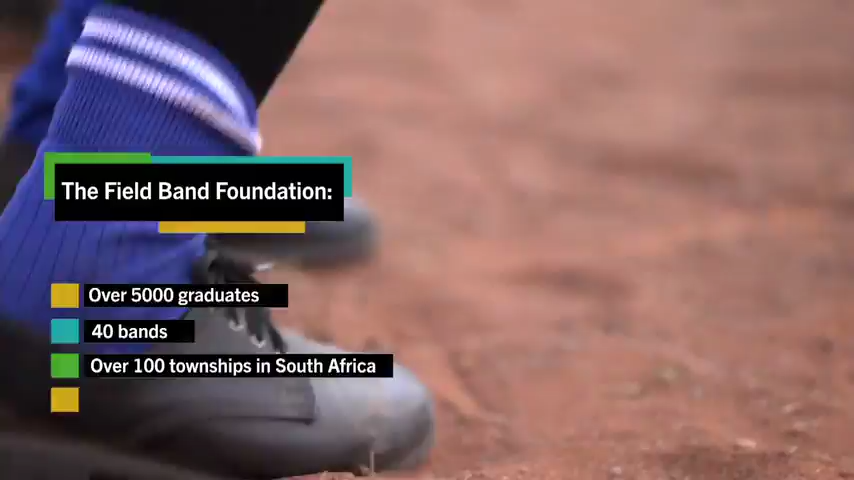 The Field Band Foundation:
Over 5000 graduates
40 bands
Over 100 townships in South Africa